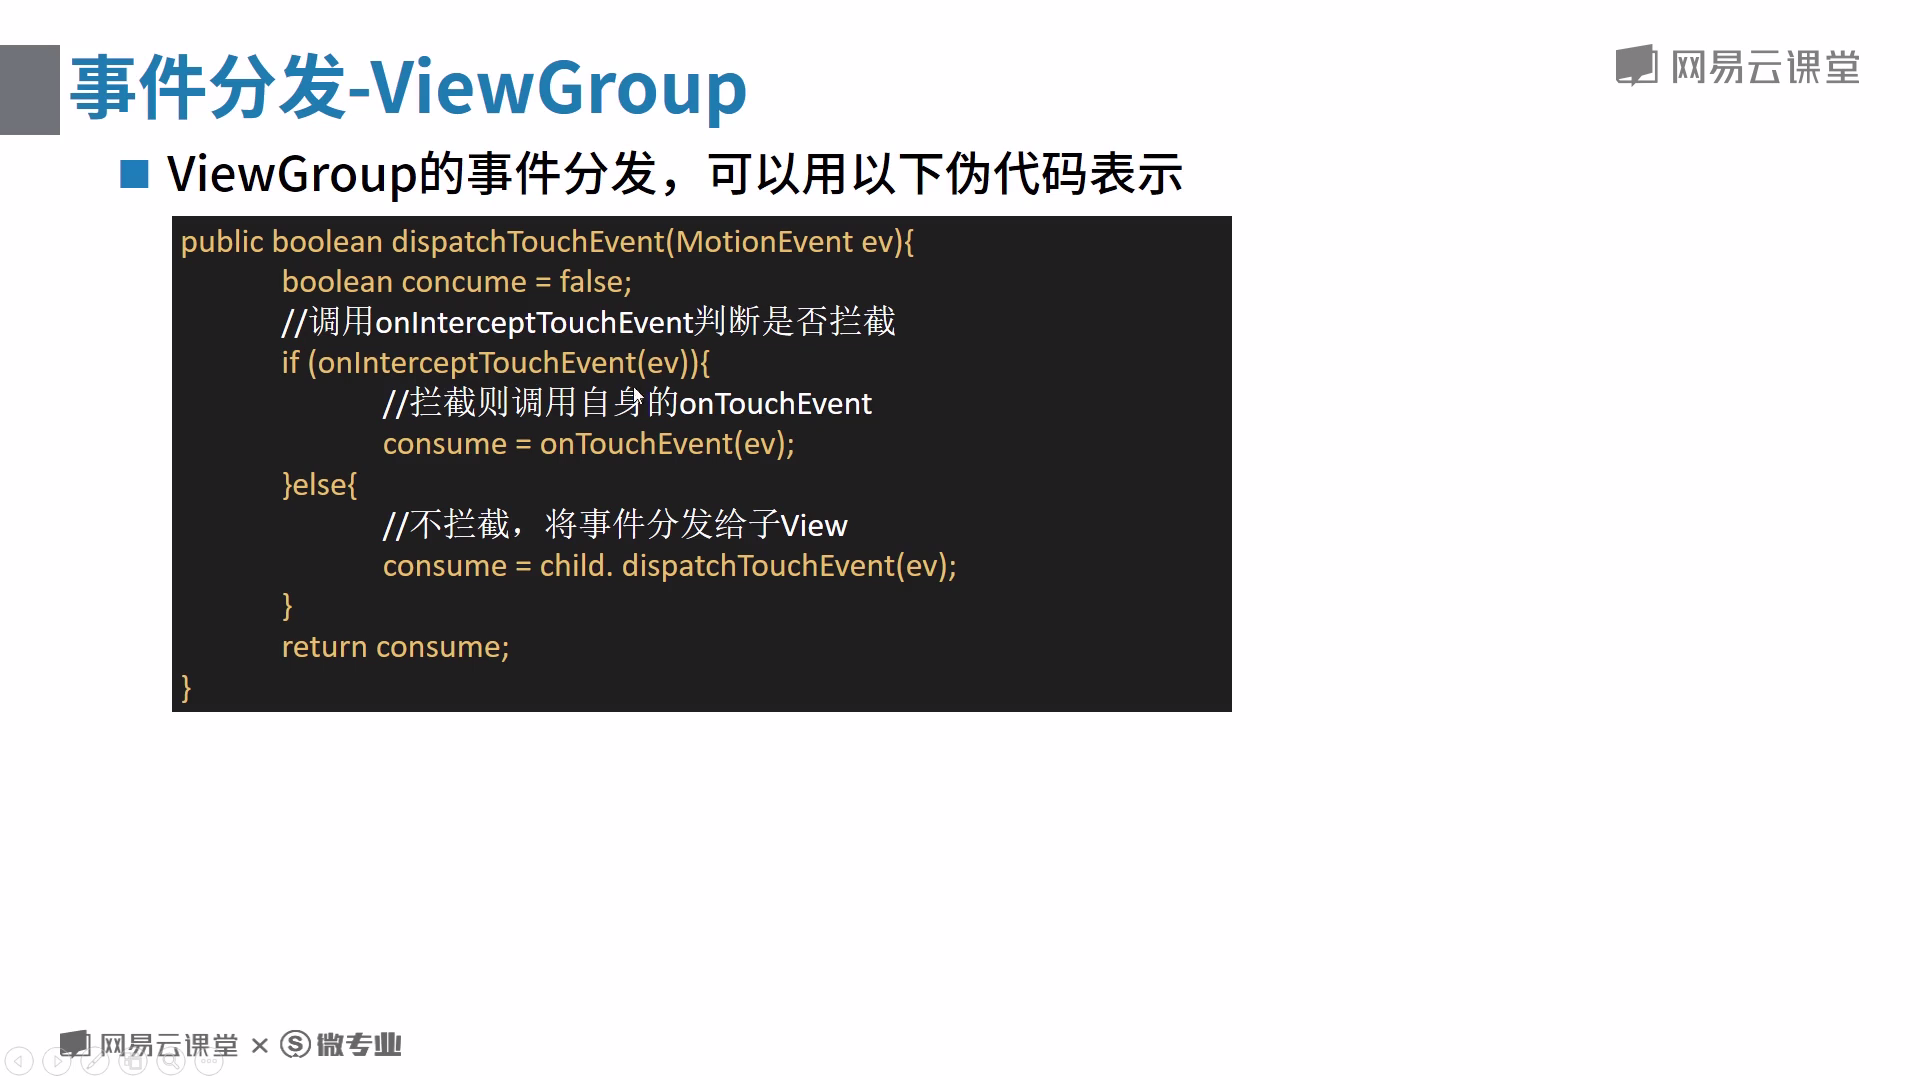 事件分发-ViewGroup
网易云课堂
ViewGroup的事件分发，可以用以下伪代码表示
public boolean dispatchTouchEvent(MotionEvent ev){
boolean concume = false;
//调用onInterceptTouchEvent判断是否拦截
if (onInterceptTouchEvent(ev)){
//拦截则调用自身的onTouchEvent
consume = onTouchEvent(ev);
}else{
//不拦截，将事件分发给子View
consume = child. dispatchTouchEvent(ev);
}
return consume;
}
网易云课堂 × S 微专业